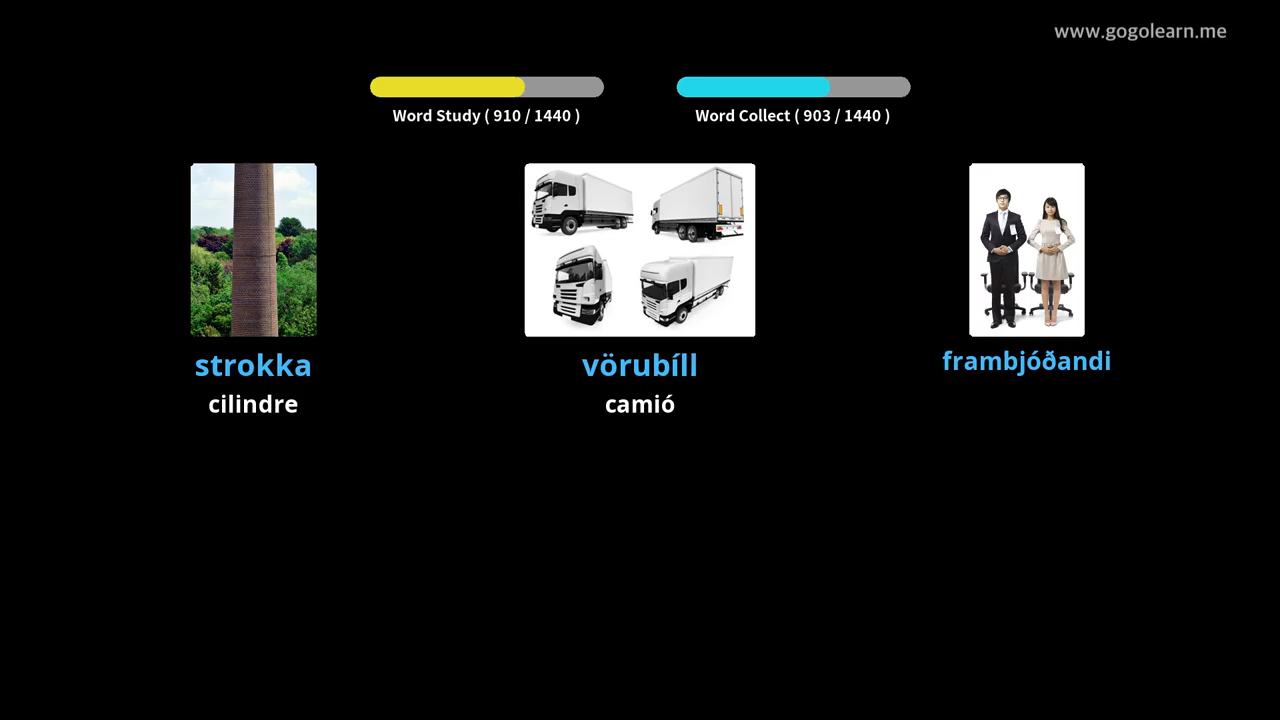 www.gogolearn.me
Word Study ( 910 / 1440 )
Word Collect ( 903 / 1440 )
strokka
vörubíll
frambjóðandi
cilindre
camió